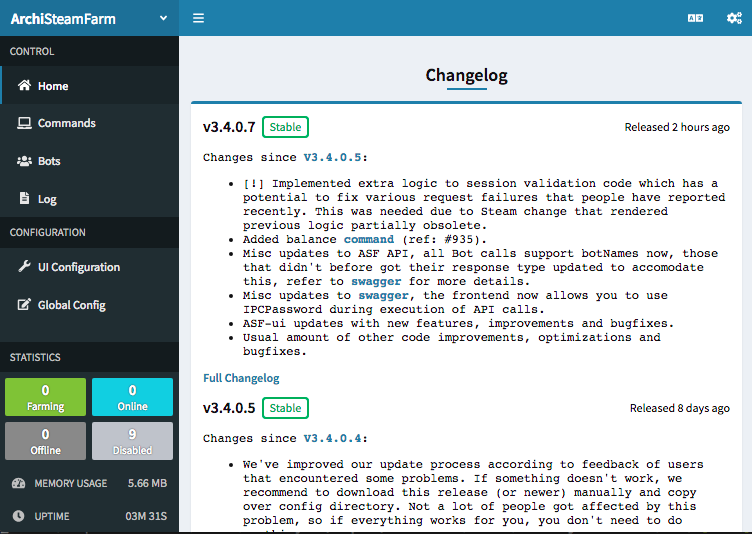 ArchiSteamFarm
CONTROL
Home
Commands
Bots
Log
CONFIGURATION
UI Configuration
Global Config
STATISTICS
0
Farming
0
Online
0
Offline
9
Disabled
MEMORY USAGE 5.66 MB
UPTIME 03M 31S
Changelog
v3.4.0.7 Stable Released 2 hours ago
Changes since V3.4.0.5:
• [!] Implemented extra logic to session validation code which has a
potential to fix various request failures that people have reported
recently. This was needed due to Steam change that rendered
previous logic partially obsolete.
• Added balance command (ref: #935).
• Misc updates to ASF API, all Bot calls support botNames now, those
that didn't before got their response type updated to accomodate
this, refer to swagger for more details.
• Misc updates to swagger, the frontend now allows you to use
IPCPassword during execution of API calls.
• ASF-ui updates with new features, improvements and bugfixes.
• Usual amount of other code improvements, optimizations and
bugfixes.
Full Changelog
v3.4.0.5 Stable Released 8 days ago
Changes since V3.4.0.4:
• We've improved our update process according to feedback of users
that encountered some problems. If something doesn't work, we
recommend to download this release (or newer) manually and copy
over config directory. Not a lot of people got affected by this
problem, so if everything works for you, you don't need to do